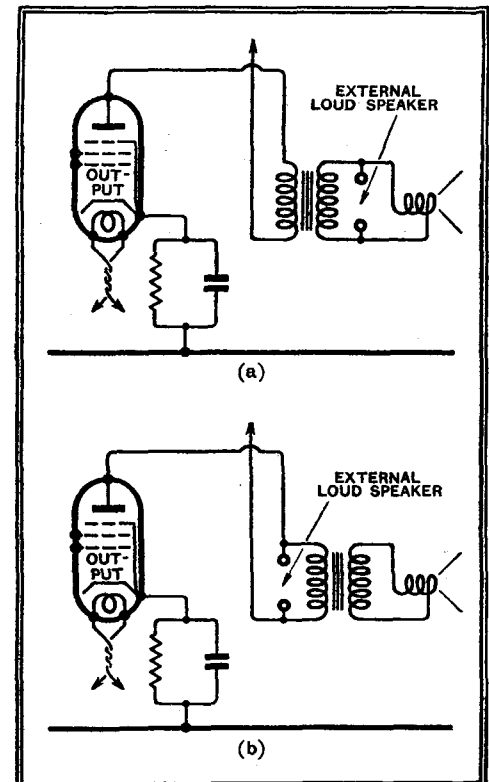 EXTERNAL
LOUD SPEAKER
OUT-
PUT
(a)
EXTERNAL
LOUD SPEAKER
OUT-
PUT
(b)